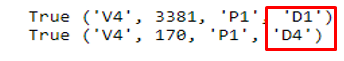 True ('V4', 3381, 'P1', 'D1')
True ('V4', 170, 'P1', 'D4')